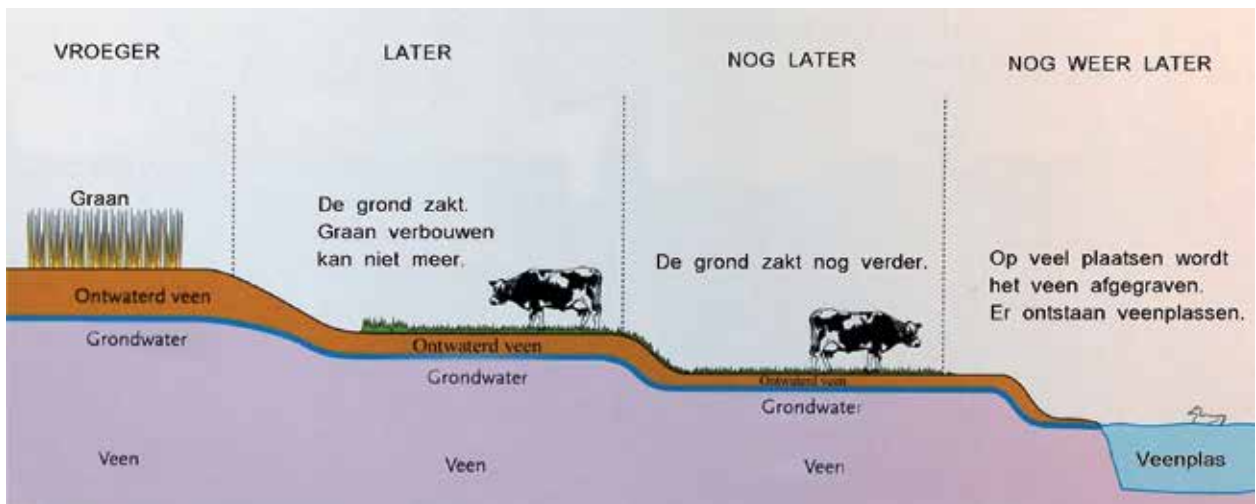 VROEGER
LATER
NOG LATER
NOG WEER LATER
Graan
De grond zakt.
Graan verbouwen
kan niet meer.
De grond zakt nog verder.
Op veel plaatsen wordt
het veen afgegraven.
Er ontstaan veenplassen.
Ontwaterd veen
Grondwater
Veen
Ontwaterd veen
Grondwater
Veen
Ontwaterd veen
Grondwater
Veen
Veenplas